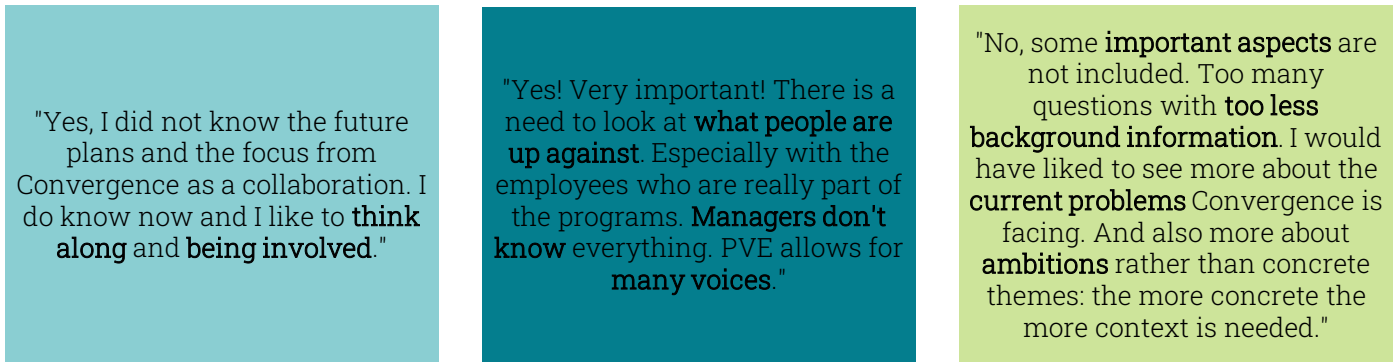 "Yes, I did not know the future
plans and the focus from
Convergence as a collaboration. I
do know now and I like to think
along and being involved."
"Yes! Very important! There is a
need to look at what people are
up against. Especially with the
employees who are really part of
the programs. Managers don't
know everything. PVE allows for
many voices."
"No, some important aspects are
not included. Too many
questions with too less
background information. I would
have liked to see more about the
current problems Convergence is
facing. And also more about
ambitions rather than concrete
themes: the more concrete the
more context is needed."